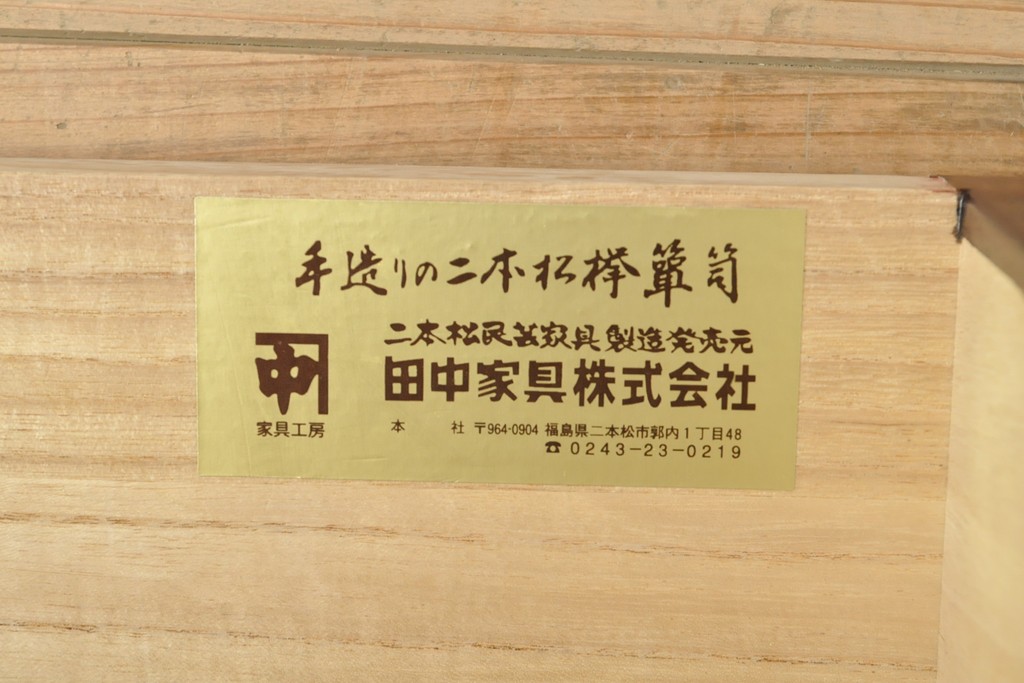 手造りの二本松欅簞笥
二本松民芸家具製造発売元
田中家具株式会社
中
家具工房
本 社 〒964-0904 福島県二本松市郭内1丁目48
☎ 0243-23-0219